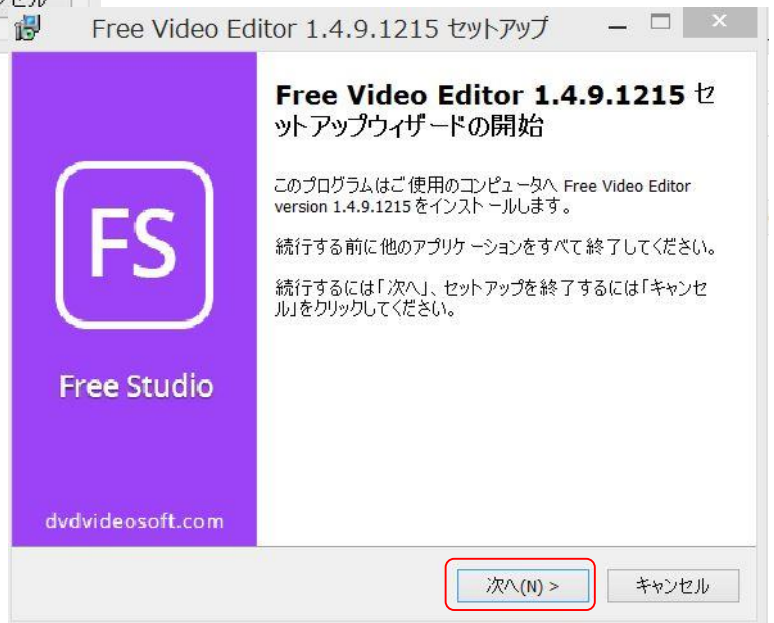 Free Video Editor 1.4.9.1215 セットアップ
Free Video Editor 1.4.9.1215 セ
ットアップウィザードの開始
このプログラムはご使用のコンピュータへ Free Video Editor
version 1.4.9.1215 をインストールします。
続行する前に他のアプリケーションをすべて終了してください。
続行するには「次へ」、セットアップを終了するには「キャンセ
ル」をクリックしてください。
FS
Free Studio
dvdvideosoft.com
次へ(N) >
キャンセル